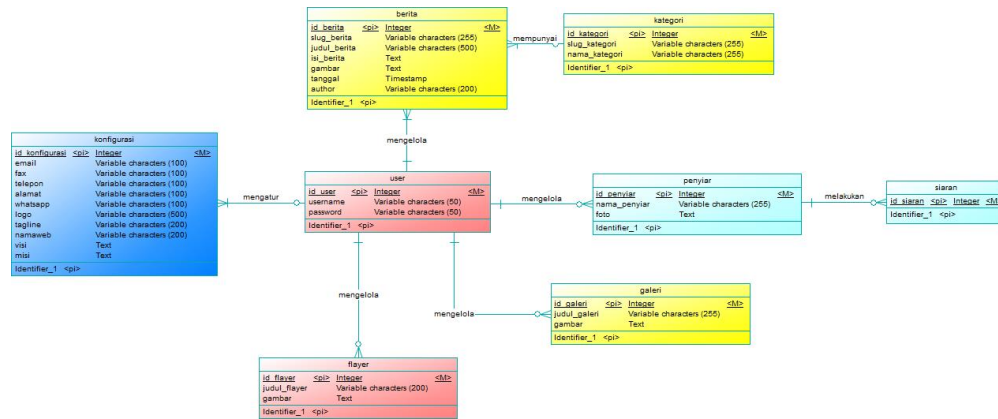 berita
id_berita <pi> Integer <M>
slug_berita Variable characters (255)
judul_berita Variable characters (500)
isi_berita Text
gambar Text
tanggal Timestamp
author Variable characters (200)
Identifier_1 <pi>
mempunyai
kategori
id_kategori <pi> Integer <M>
slug_kategori Variable characters (255)
nama_kategori Variable characters (255)
Identifier_1 <pi>
mengelola
konfigurasi
id_konfigurasi <pi> Integer <M>
email Variable characters (100)
fax Variable characters (100)
telepon Variable characters (100)
alamat Variable characters (100)
whatsapp Variable characters (100)
logo Variable characters (500)
tagline Variable characters (200)
namaweb Variable characters (200)
visi Text
misi Text
Identifier_1 <pi>
mengatur
user
id_user <pi> Integer <M>
username Variable characters (50)
password Variable characters (50)
Identifier_1 <pi>
mengelola
penyiar
id_penyiar <pi> Integer <M>
nama_penyiar Variable characters (255)
foto Text
Identifier_1 <pi>
melakukan
siaran
id_siaran <pi> Integer <M>
Identifier_1 <pi>
mengelola
mengelola
galeri
id_galeri <pi> Integer <M>
judul_galeri Variable characters (255)
gambar Text
Identifier_1 <pi>
flayer
id_flayer <pi> Integer <M>
judul_flayer Variable characters (200)
gambar Text
Identifier_1 <pi>